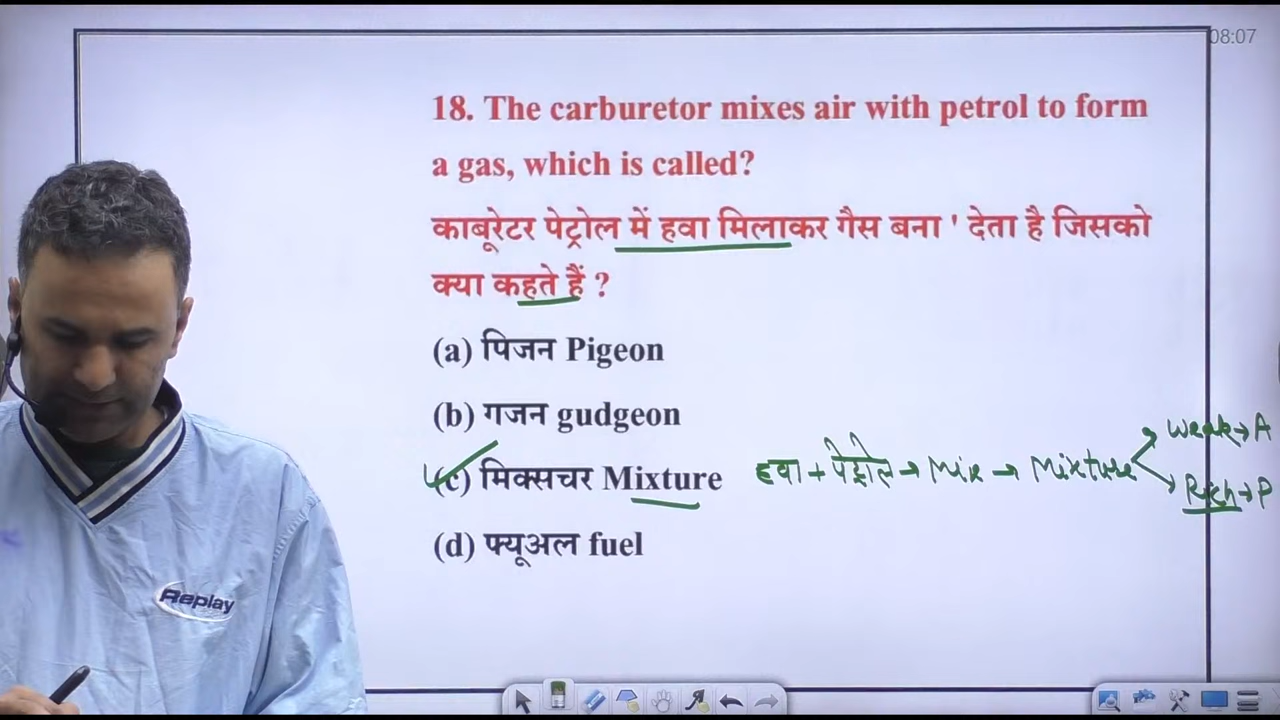 08:07
18. The carburetor mixes air with petrol to form
a gas, which is called?
काबूरेटर पेट्रोल में हवा मिलाकर गैस बना ' देता है जिसको
क्या कहते हैं ?
(a) पिजन Pigeon
(b) गजन gudgeon
(c) मिक्सचर Mixture
हवा + पेट्रोल → Mix → Mixture
Weak → A
Rich → P
(d) फ्यूअल fuel
Replay